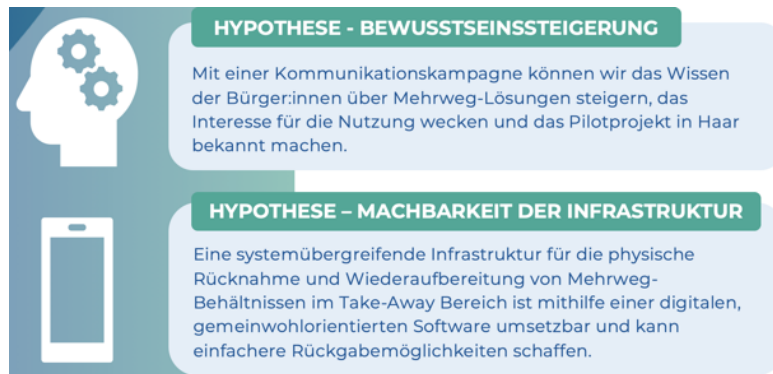 HYPOTHESE - BEWUSSTSEINSSTEIGERUNG
Mit einer Kommunikationskampagne können wir das Wissen
der Bürger:innen über Mehrweg-Lösungen steigern, das
Interesse für die Nutzung wecken und das Pilotprojekt in Haar
bekannt machen.
HYPOTHESE – MACHBARKEIT DER INFRASTRUKTUR
Eine systemübergreifende Infrastruktur für die physische
Rücknahme und Wiederaufbereitung von Mehrweg-
Behältnissen im Take-Away Bereich ist mithilfe einer digitalen,
gemeinwohlorientierten Software umsetzbar und kann
einfachere Rückgabemöglichkeiten schaffen.